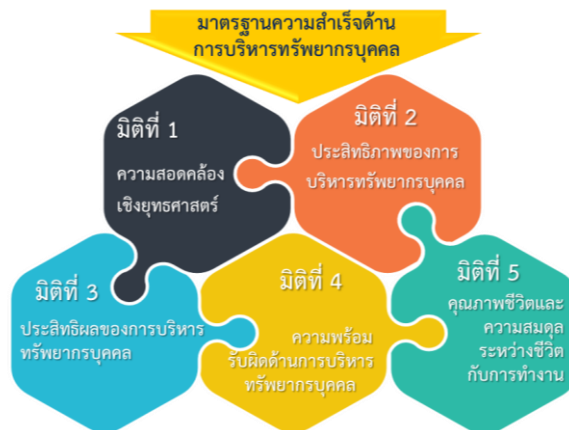 มาตรฐานความสำเร็จด้าน
การบริหารทรัพยากรบุคคล
มิติที่ 1
ความสอดคล้อง
เชิงยุทธศาสตร์
มิติที่ 2
ประสิทธิภาพของการ
บริหารทรัพยากรบุคคล
มิติที่ 3
ประสิทธิผลของการบริหาร
ทรัพยากรบุคคล
มิติที่ 4
ความพร้อม
รับผิดด้านการบริหาร
ทรัพยากรบุคคล
มิติที่ 5
คุณภาพชีวิตและ
ความสมดุล
ระหว่างชีวิต
กับการทำงาน